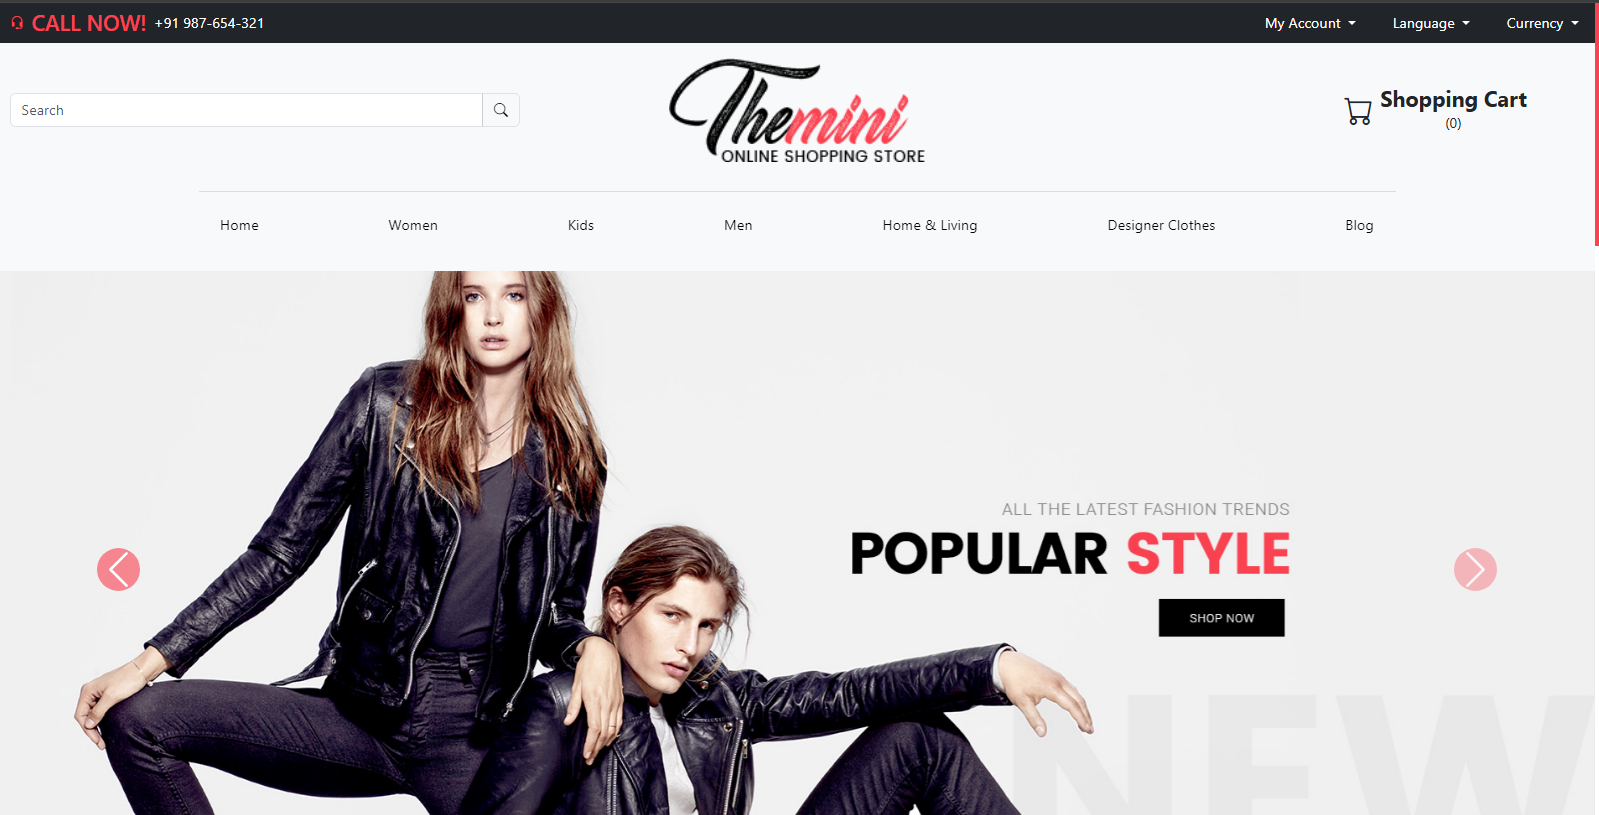 CALL NOW! +91 987-654-321
My Account
Language
Currency
Search
Themini
ONLINE SHOPPING STORE
Shopping Cart
(0)
Home
Women
Kids
Men
Home & Living
Designer Clothes
Blog
ALL THE LATEST FASHION TRENDS
POPULAR STYLE
SHOP NOW
NEW